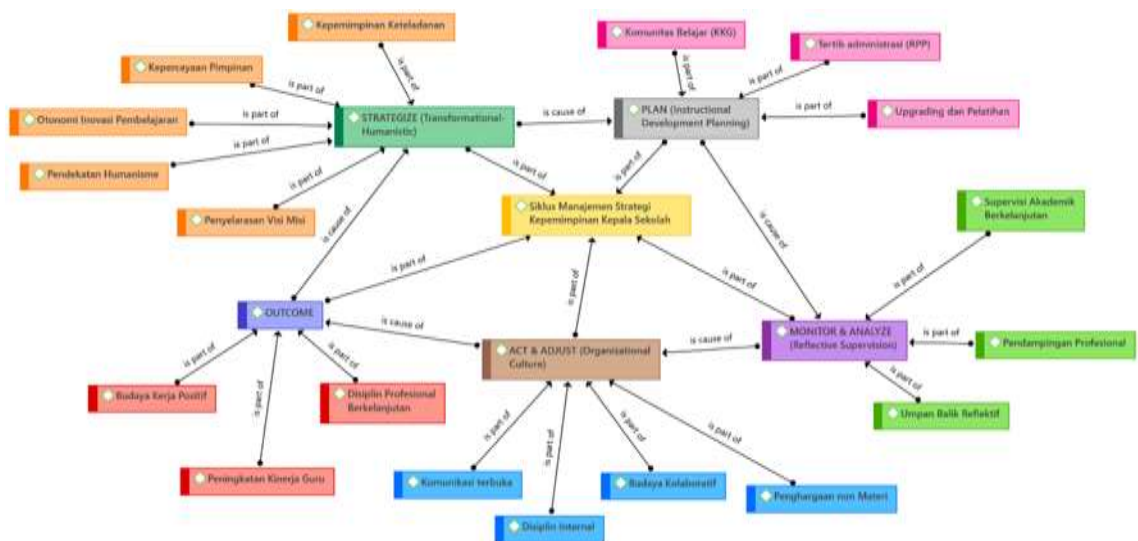 Kepemimpinan Keteladanan
Komunitas Belajar (KKG)
Tertib administrasi (RPP)
Kepercayaan Pimpinan
is part of
is part of
is part of
is part of
Otonomi Inovasi Pembelajaran
is part of
STRATEGIZE (Transformational-
Humanistic)
is cause of
PLAN (Instructional
Development Planning)
is part of
Upgrading dan Pelatihan
is part of
Pendekatan Humanisme
is part of
is part of
is part of
Penyelarasan Visi Misi
Siklus Manajemen Strategi
Kepemimpinan Kepala Sekolah
Supervisi Akademik
Berkelanjutan
is cause of
is cause of
is part of
is part of
is part of
is part of
OUTCOME
is cause of
ACT & ADJUST (Organizational
Culture)
is cause of
MONITOR & ANALYZE
(Reflective Supervision)
is part of
Pendampingan Profesional
is part of
is part of
is part of
is part of
Budaya Kerja Positif
Disiplin Profesional
Berkelanjutan
Umpan Balik Reflektif
is part of
is part of
is part of
is part of
Peningkatan Kinerja Guru
Komunikasi terbuka
Budaya Kolaboratif
Penghargaan non Materi
Disiplin Internal